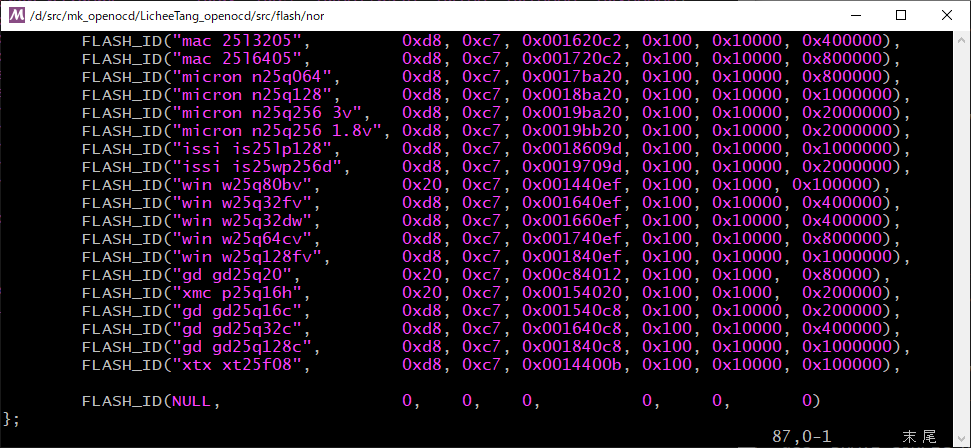 /d/src/mk_openocd/LicheeTang_openocd/src/flash/nor
FLASH_ID("mac 25l3205", 0xd8, 0xc7, 0x001620c2, 0x100, 0x10000, 0x400000),
FLASH_ID("mac 25l6405", 0xd8, 0xc7, 0x001720c2, 0x100, 0x10000, 0x800000),
FLASH_ID("micron n25q064", 0xd8, 0xc7, 0x0017ba20, 0x100, 0x10000, 0x800000),
FLASH_ID("micron n25q128", 0xd8, 0xc7, 0x0018ba20, 0x100, 0x10000, 0x1000000),
FLASH_ID("micron n25q256 3v", 0xd8, 0xc7, 0x0019ba20, 0x100, 0x10000, 0x2000000),
FLASH_ID("micron n25q256 1.8v", 0xd8, 0xc7, 0x0019bb20, 0x100, 0x10000, 0x2000000),
FLASH_ID("issi is25lp128", 0xd8, 0xc7, 0x0018609d, 0x100, 0x10000, 0x1000000),
FLASH_ID("issi is25wp256d", 0xd8, 0xc7, 0x0019709d, 0x100, 0x10000, 0x2000000),
FLASH_ID("win w25q80bv", 0x20, 0xc7, 0x001440ef, 0x100, 0x1000, 0x100000),
FLASH_ID("win w25q32fv", 0xd8, 0xc7, 0x001640ef, 0x100, 0x10000, 0x400000),
FLASH_ID("win w25q32dw", 0xd8, 0xc7, 0x001660ef, 0x100, 0x10000, 0x400000),
FLASH_ID("win w25q64cv", 0xd8, 0xc7, 0x001740ef, 0x100, 0x10000, 0x800000),
FLASH_ID("win w25q128fv", 0xd8, 0xc7, 0x001840ef, 0x100, 0x10000, 0x1000000),
FLASH_ID("gd gd25q20", 0x20, 0xc7, 0x00c84012, 0x100, 0x1000, 0x80000),
FLASH_ID("xmc p25q16h", 0x20, 0xc7, 0x00154020, 0x100, 0x1000, 0x200000),
FLASH_ID("gd gd25q16c", 0xd8, 0xc7, 0x001540c8, 0x100, 0x10000, 0x200000),
FLASH_ID("gd gd25q32c", 0xd8, 0xc7, 0x001640c8, 0x100, 0x10000, 0x400000),
FLASH_ID("gd gd25q128c", 0xd8, 0xc7, 0x001840c8, 0x100, 0x10000, 0x1000000),
FLASH_ID("xtx xt25f08", 0xd8, 0xc7, 0x0014400b, 0x100, 0x10000, 0x100000),
FLASH_ID(NULL, 0, 0, 0, 0, 0, 0)
};
87,0-1 末尾